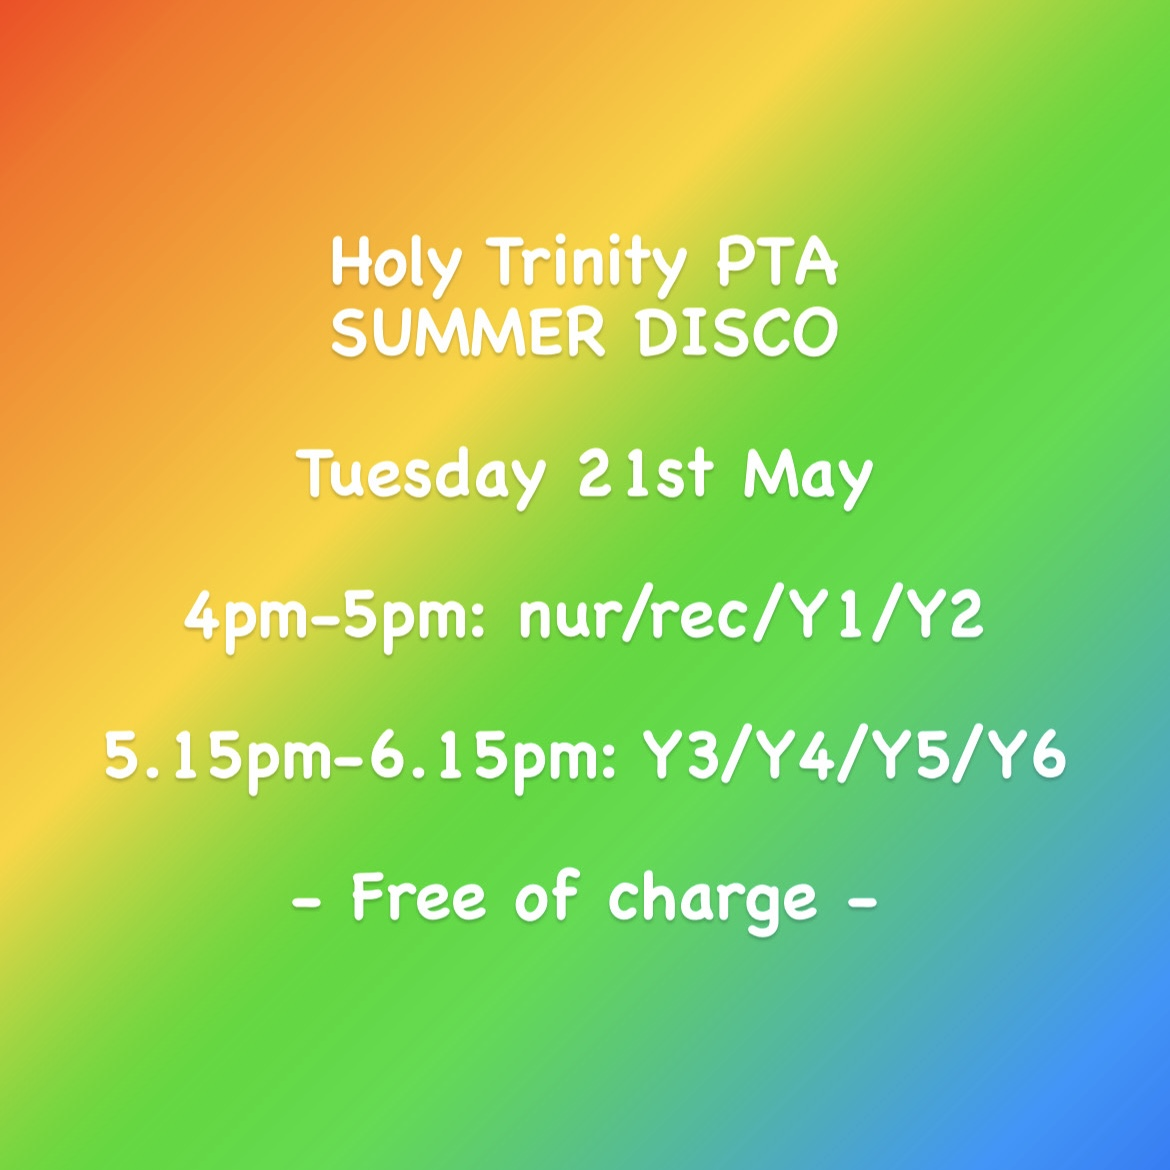 Holy Trinity PTA
SUMMER DISCO
Tuesday 21st May
4pm-5pm: nur/rec/Y1/Y2
5.15pm-6.15pm: Y3/Y4/Y5/Y6
- Free of charge -